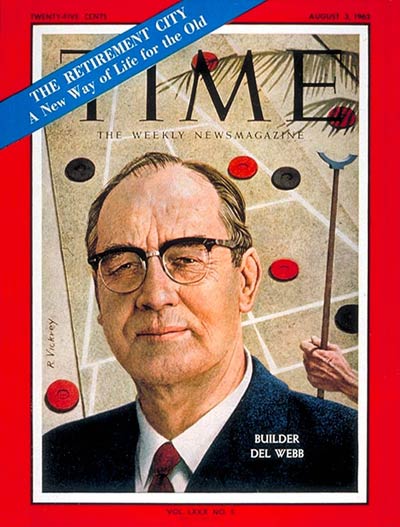 TWENTY-FIVE CENTS
AUGUST 3, 1962
THE RETIREMENT CITY
A New Way of Life for the Old
TIME
THE WEEKLY NEWSMAGAZINE
R. Vickrey
BUILDER
DEL WEBB
VOL. LXXX NO. 5